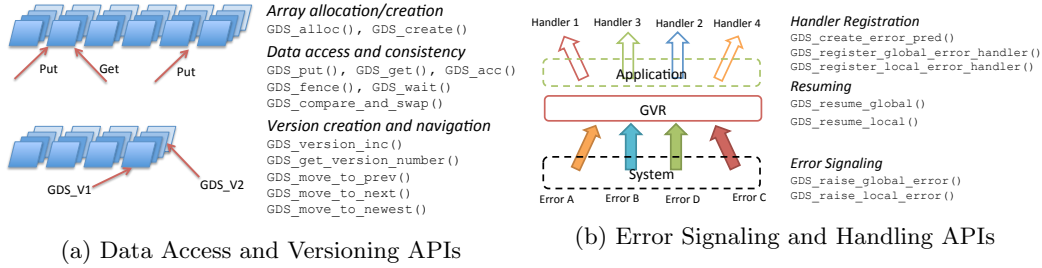 Put
Get
Put
GDS_V1
GDS_V2
Array allocation/creation
GDS_alloc(), GDS_create()
Data access and consistency
GDS_put(), GDS_get(), GDS_acc()
GDS_fence(), GDS_wait()
GDS_compare_and_swap()
Version creation and navigation
GDS_version_inc()
GDS_get_version_number()
GDS_move_to_prev()
GDS_move_to_next()
GDS_move_to_newest()
(a) Data Access and Versioning APIs
Handler 1 Handler 3 Handler 2 Handler 4
Application
GVR
System
Error A Error B Error D Error C
Handler Registration
GDS_create_error_pred()
GDS_register_global_error_handler()
GDS_register_local_error_handler()
Resuming
GDS_resume_global()
GDS_resume_local()
Error Signaling
GDS_raise_global_error()
GDS_raise_local_error()
(b) Error Signaling and Handling APIs